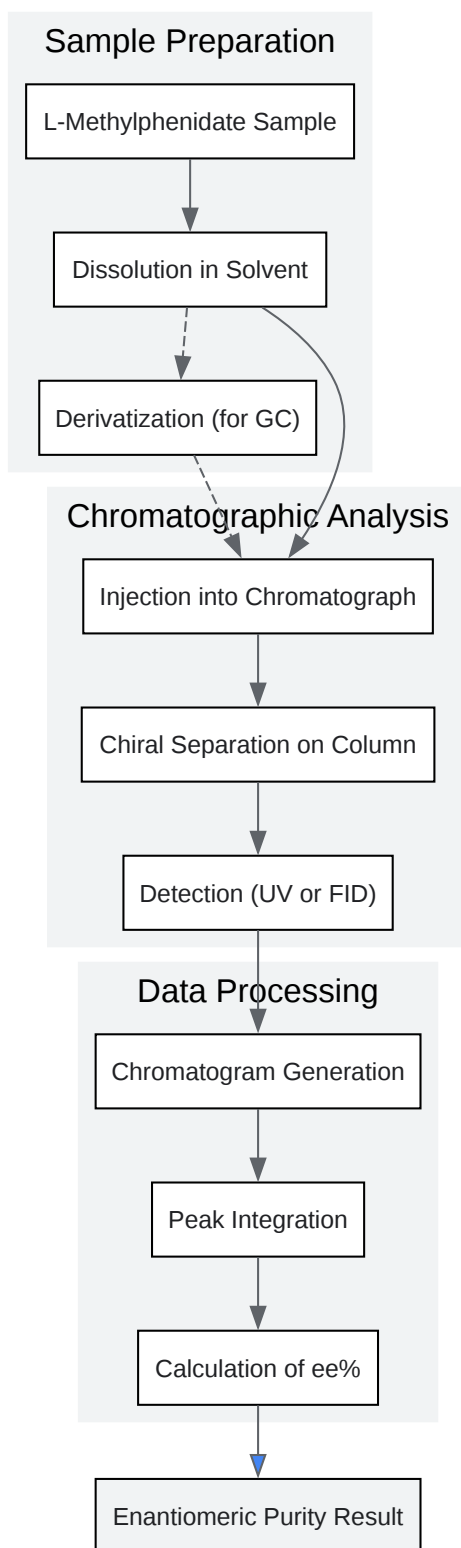 Sample Preparation
L-Methylphenidate Sample
Dissolution in Solvent
Derivatization (for GC)
Chromatographic Analysis
Injection into Chromatograph
Chiral Separation on Column
Detection (UV or FID)
Data Processing
Chromatogram Generation
Peak Integration
Calculation of ee%
Enantiomeric Purity Result